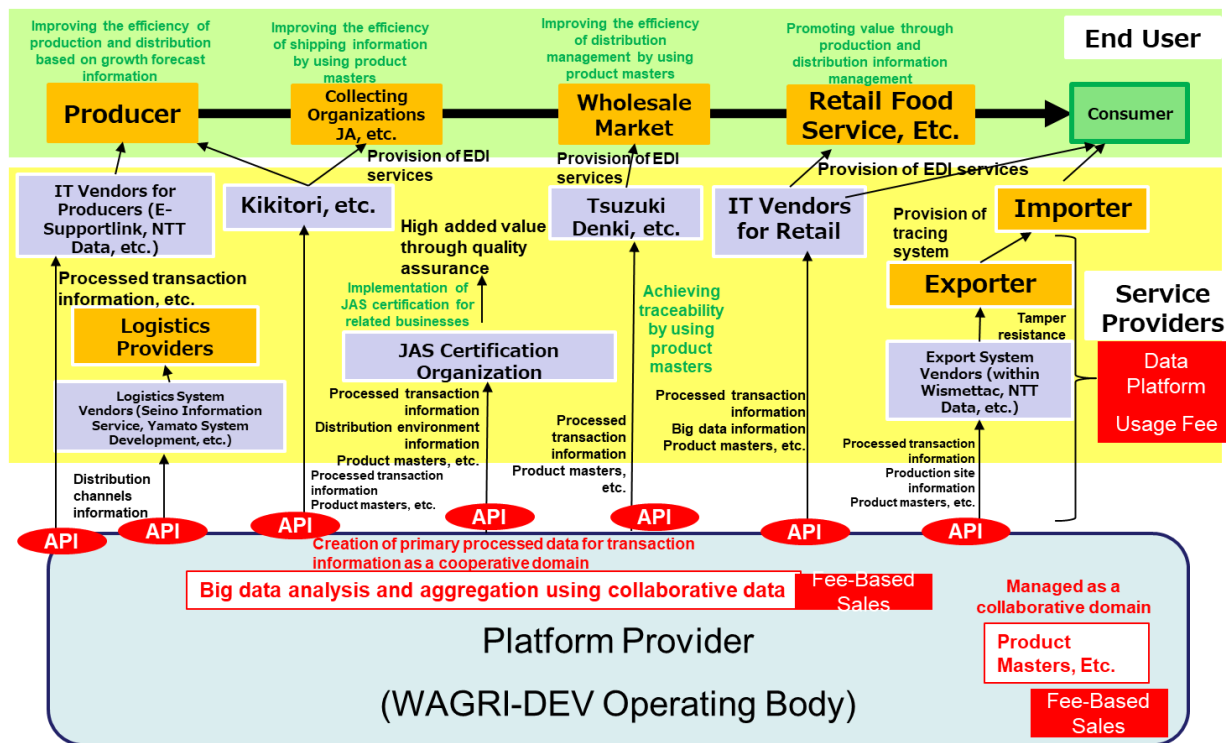 Improving the efficiency of
production and distribution
based on growth forecast
information
Improving the efficiency
of shipping information
by using product
masters
Improving the efficiency
of distribution
management by using
product masters
Promoting value through
production and
distribution information
management
End User
Producer
Collecting
Organizations
JA, etc.
Wholesale
Market
Retail Food
Service, Etc.
Consumer
Provision of EDI
services
Provision of EDI
services
Provision of EDI services
IT Vendors for
Producers (E-
Supportlink, NTT
Data, etc.)
Kikitori, etc.
Tsuzuki
Denki, etc.
IT Vendors
for Retail
Importer
High added value
through quality
assurance
Provision of
tracing
system
Exporter
Processed transaction
information, etc.
Implementation of
JAS certification for
related businesses
Achieving
traceability
by using
product
masters
Service
Providers
Logistics
Providers
JAS Certification
Organization
Tamper
resistance
Export System
Vendors (within
Wismettac, NTT
Data, etc.)
Data
Platform
Usage Fee
Logistics System
Vendors (Seino Information
Service, Yamato System
Development, etc.)
Processed transaction
information
Distribution environment
information
Product masters, etc.
Processed
transaction
information
Product masters,
etc.
Processed transaction
information
Big data information
Product masters, etc.
Processed transaction
information
Production site
information
Product masters, etc.
Distribution
channels
information
Processed transaction
information
Product masters, etc.
API
API
API
API
API
API
API
Creation of primary processed data for transaction
information as a cooperative domain
Big data analysis and aggregation using collaborative data
Fee-Based
Sales
Managed as a
collaborative domain
Product
Masters, Etc.
Fee-Based
Sales
Platform Provider
(WAGRI-DEV Operating Body)